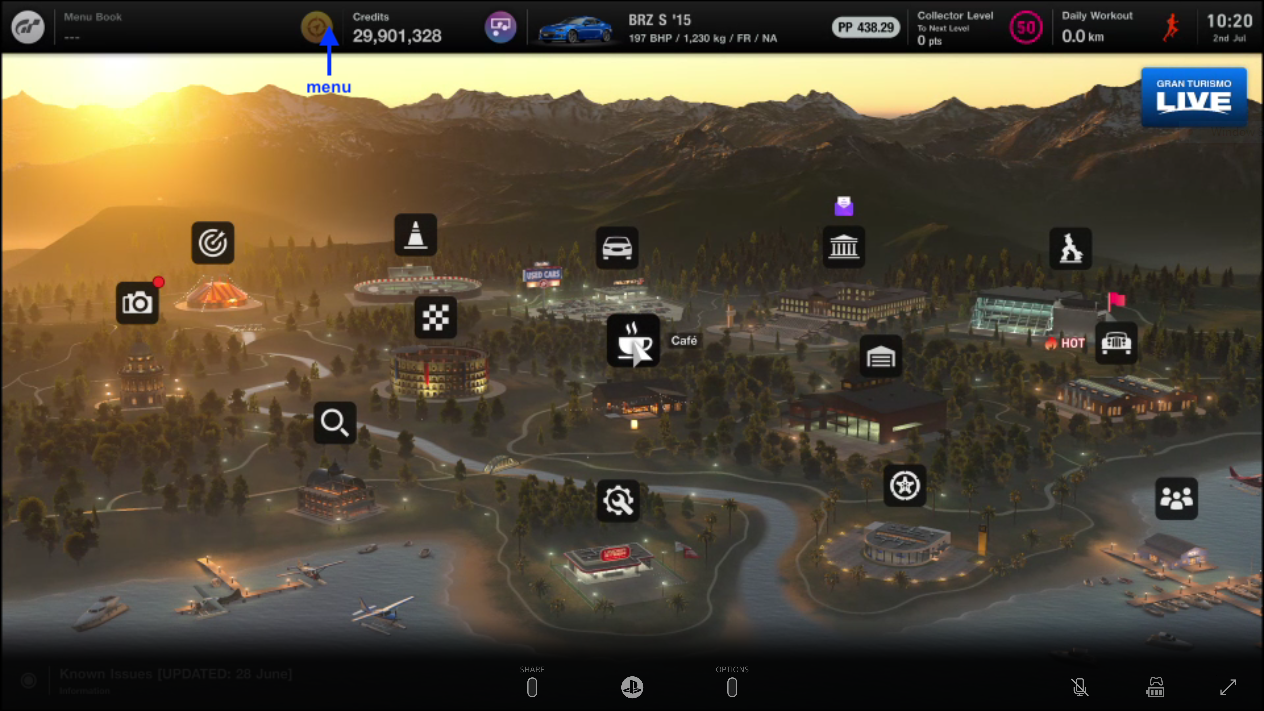 Menu Book
---
Credits
29,901,328
BRZ S '15
197 BHP / 1,230 kg / FR / NA
PP 438.29
Collector Level
To Next Level
0 pts
50
Daily Workout
0.0 km
10:20
2nd Jul
menu
GRAN TURISMO
LIVE
USED CARS
Café
HOT
Known Issues [UPDATED: 28 June]
Information
SHARE
OPTIONS